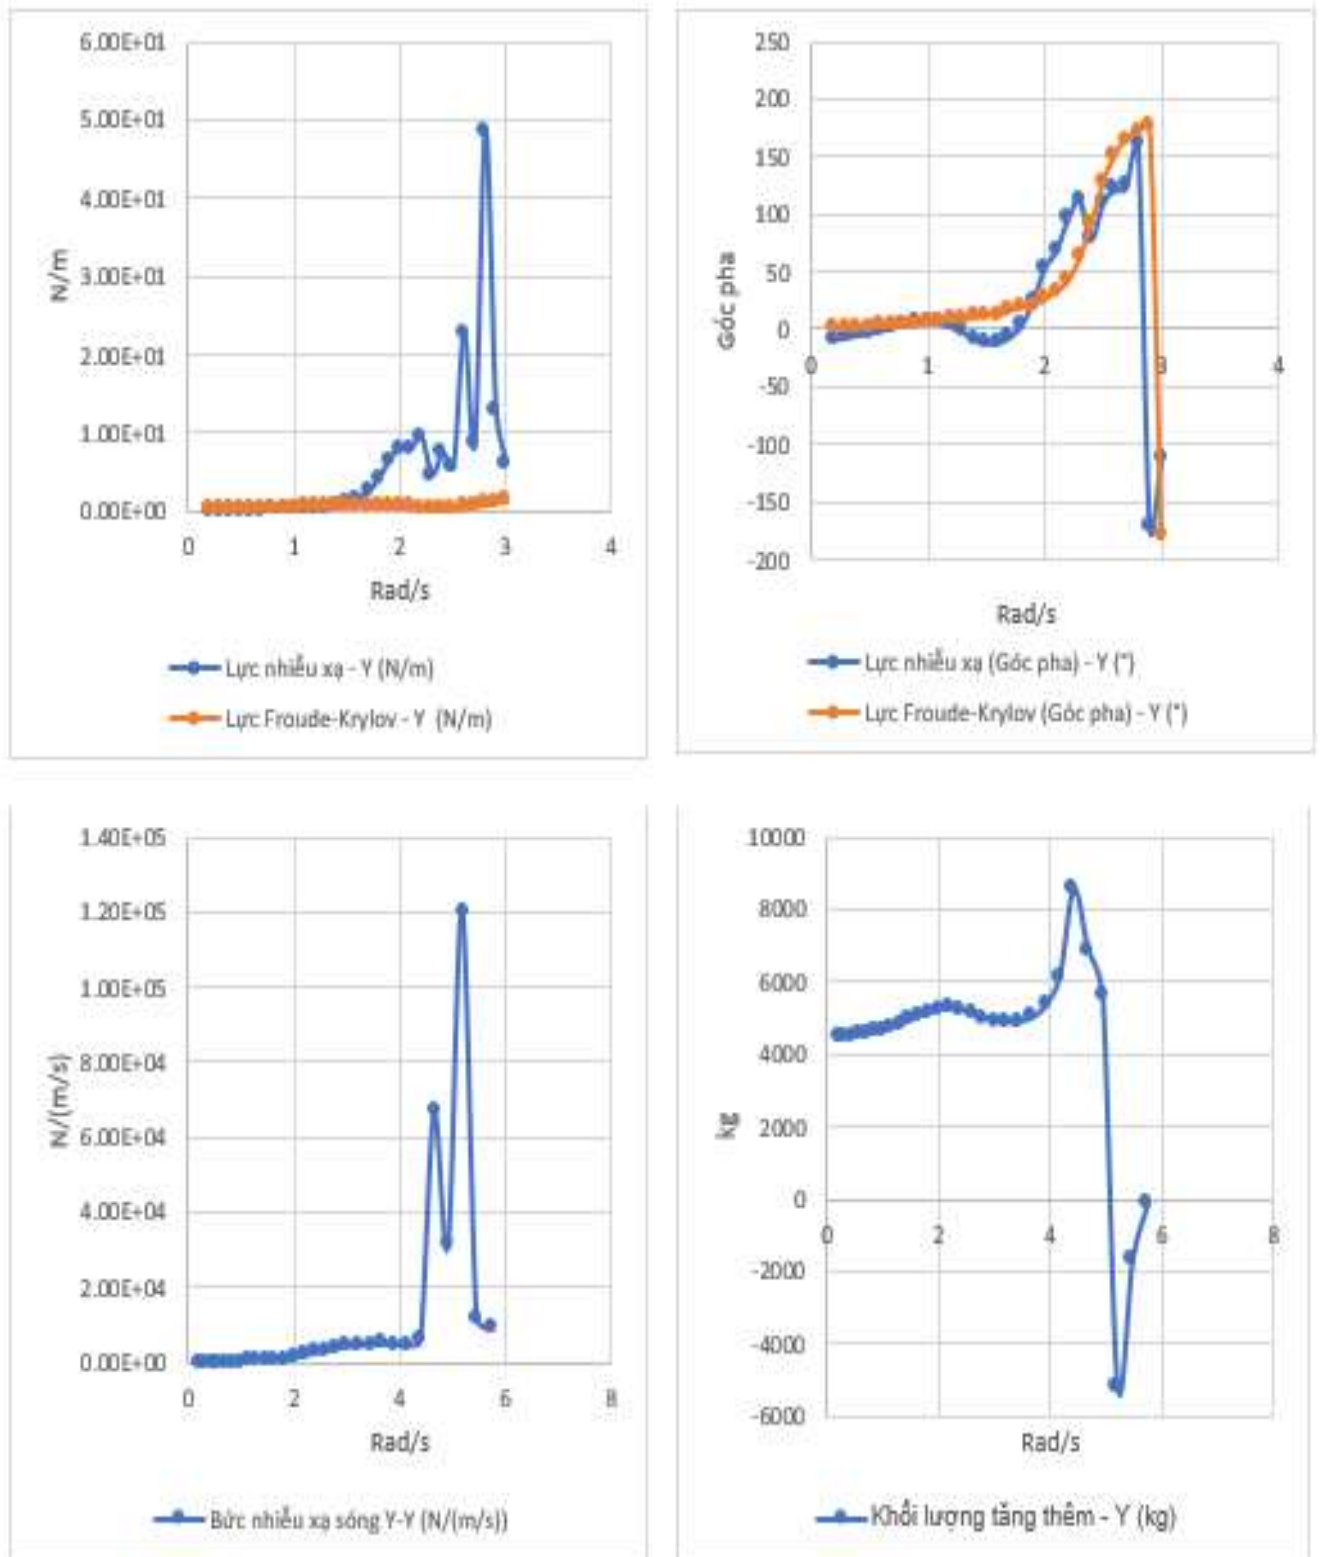 6.00E+01
5.00E+01
4.00E+01
3.00E+01
2.00E+01
1.00E+01
0.00E+00
N/m
0 1 2 3 4
Rad/s
Lực nhiễu xạ - Y (N/m)
Lực Froude-Krylov - Y (N/m)
250
200
150
100
50
0
-50
-100
-150
-200
Góc pha
0 1 2 3 4
Rad/s
Lực nhiễu xạ (Góc pha) - Y (°)
Lực Froude-Krylov (Góc pha) - Y (°)
1.40E+05
1.20E+05
1.00E+05
8.00E+04
6.00E+04
4.00E+04
2.00E+04
0.00E+00
N/(m/s)
0 2 4 6 8
Rad/s
Bức nhiễu xạ sóng Y-Y (N/(m/s))
10000
8000
6000
4000
2000
0
-2000
-4000
-6000
kg
0 2 4 6 8
Rad/s
Khối lượng tăng thêm - Y (kg)